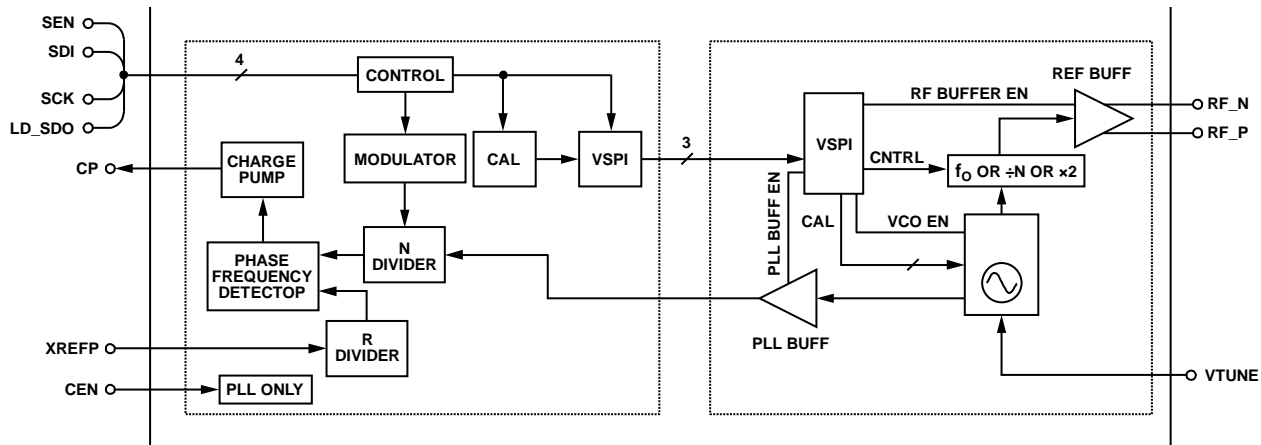 SEN
SDI
SCK
LD_SDO
CP
XREFP
CEN
4
CONTROL
CHARGE
PUMP
MODULATOR
CAL
VSPI
PHASE
FREQUENCY
DETECTOP
N
DIVIDER
R
DIVIDER
PLL ONLY
3
VSPI
RF BUFFER EN
REF BUFF
CNTRL
fO OR ÷N OR ×2
PLL BUFF EN
CAL
VCO EN
PLL BUFF
RF_N
RF_P
VTUNE